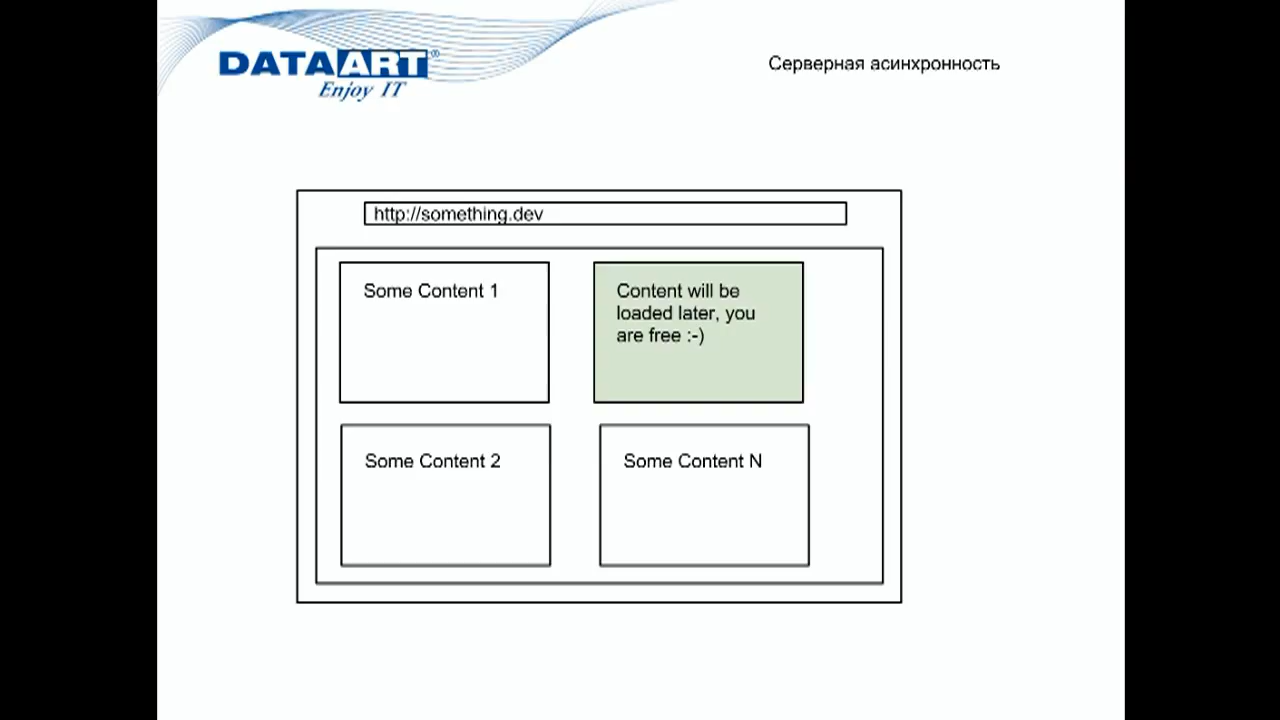 DATAART®
Enjoy IT
Серверная асинхронность
http://something.dev
Some Content 1
Content will be
loaded later, you
are free :-)
Some Content 2
Some Content N